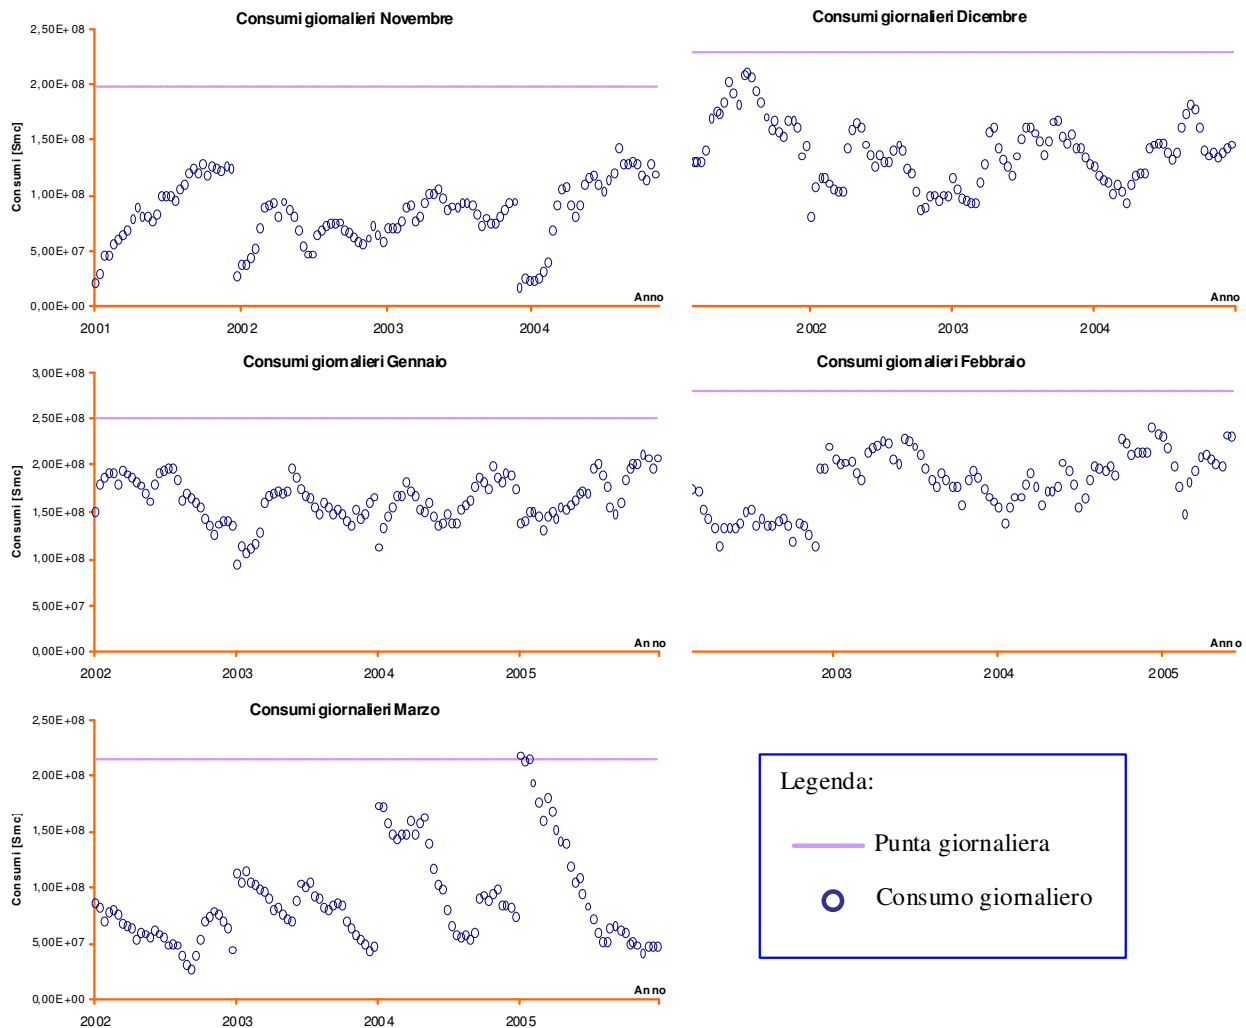 Consumi giornalieri Novembre
2,50E+08
2,00E+08
1,50E+08
1,00E+08
5,00E+07
0,00E+00
Consumi [Smc]
Anno
2001
2002
2003
2004
Consumi giornalieri Dicembre
Anno
2002
2003
2004
Consumi giornalieri Gennaio
3,00E+08
2,50E+08
2,00E+08
1,50E+08
1,00E+08
5,00E+07
0,00E+00
Consumi [Smc]
Anno
2002
2003
2004
2005
Consumi giornalieri Febbraio
Anno
2003
2004
2005
Consumi giornalieri Marzo
2,50E+08
2,00E+08
1,50E+08
1,00E+08
5,00E+07
0,00E+00
Consumi [Smc]
Anno
2002
2003
2004
2005
Legenda:
Punta giornaliera
Consumo giornaliero